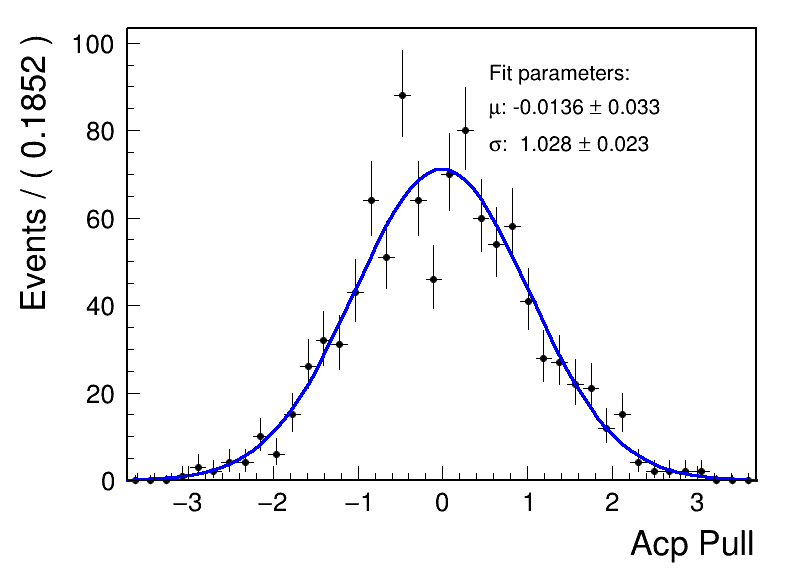 Events / ( 0.1852 )
100
80
60
40
20
0
Fit parameters:
μ: -0.0136 ± 0.033
σ: 1.028 ± 0.023
−3 −2 −1 0 1 2 3
Acp Pull